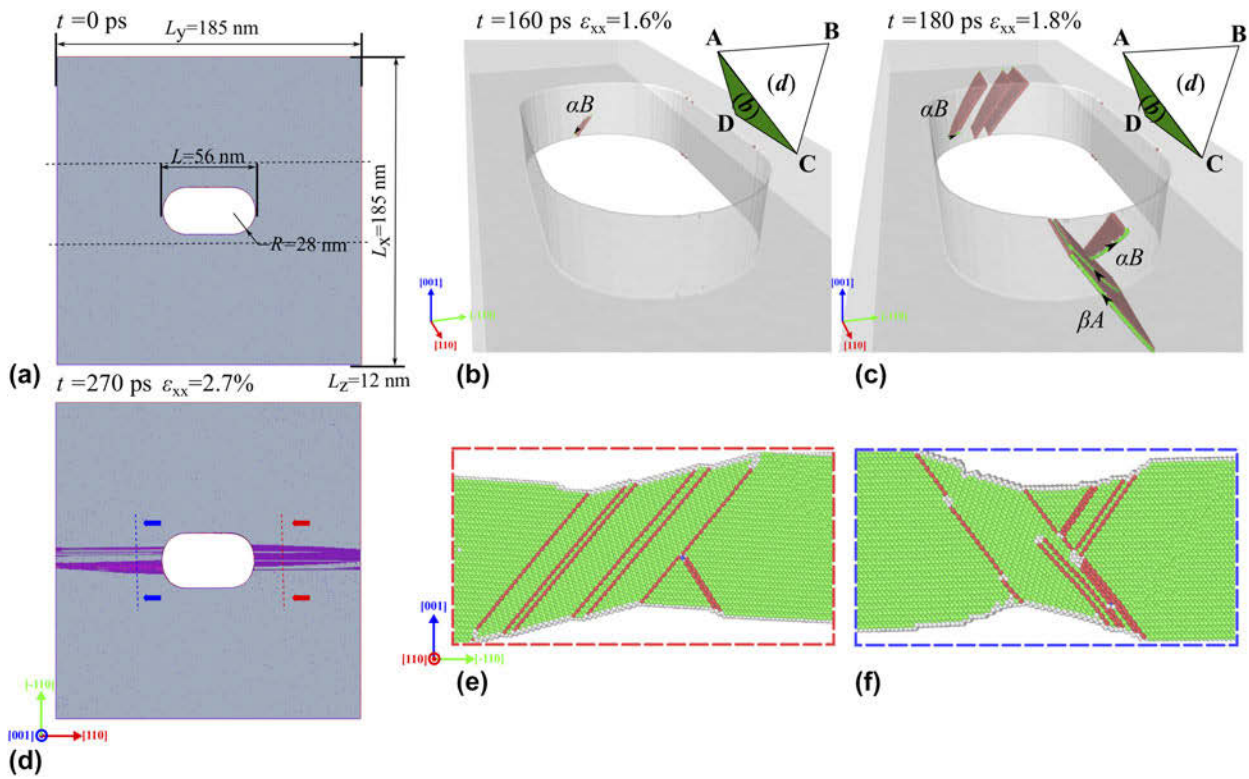 t =0 ps
Ly=185 nm
L=56 nm
R=28 nm
Lx=185 nm
Lz=12 nm
(a)
t =160 ps εxx=1.6%
A
B
(d)
(b)
D
C
αB
[001]
[-110]
[110]
(b)
t =180 ps εxx=1.8%
A
B
(d)
(b)
D
C
αB
αB
βA
[001]
[-110]
[110]
(c)
t =270 ps εxx=2.7%
[-110]
[001]
[110]
(d)
[001]
[110]
[-110]
(e)
(f)